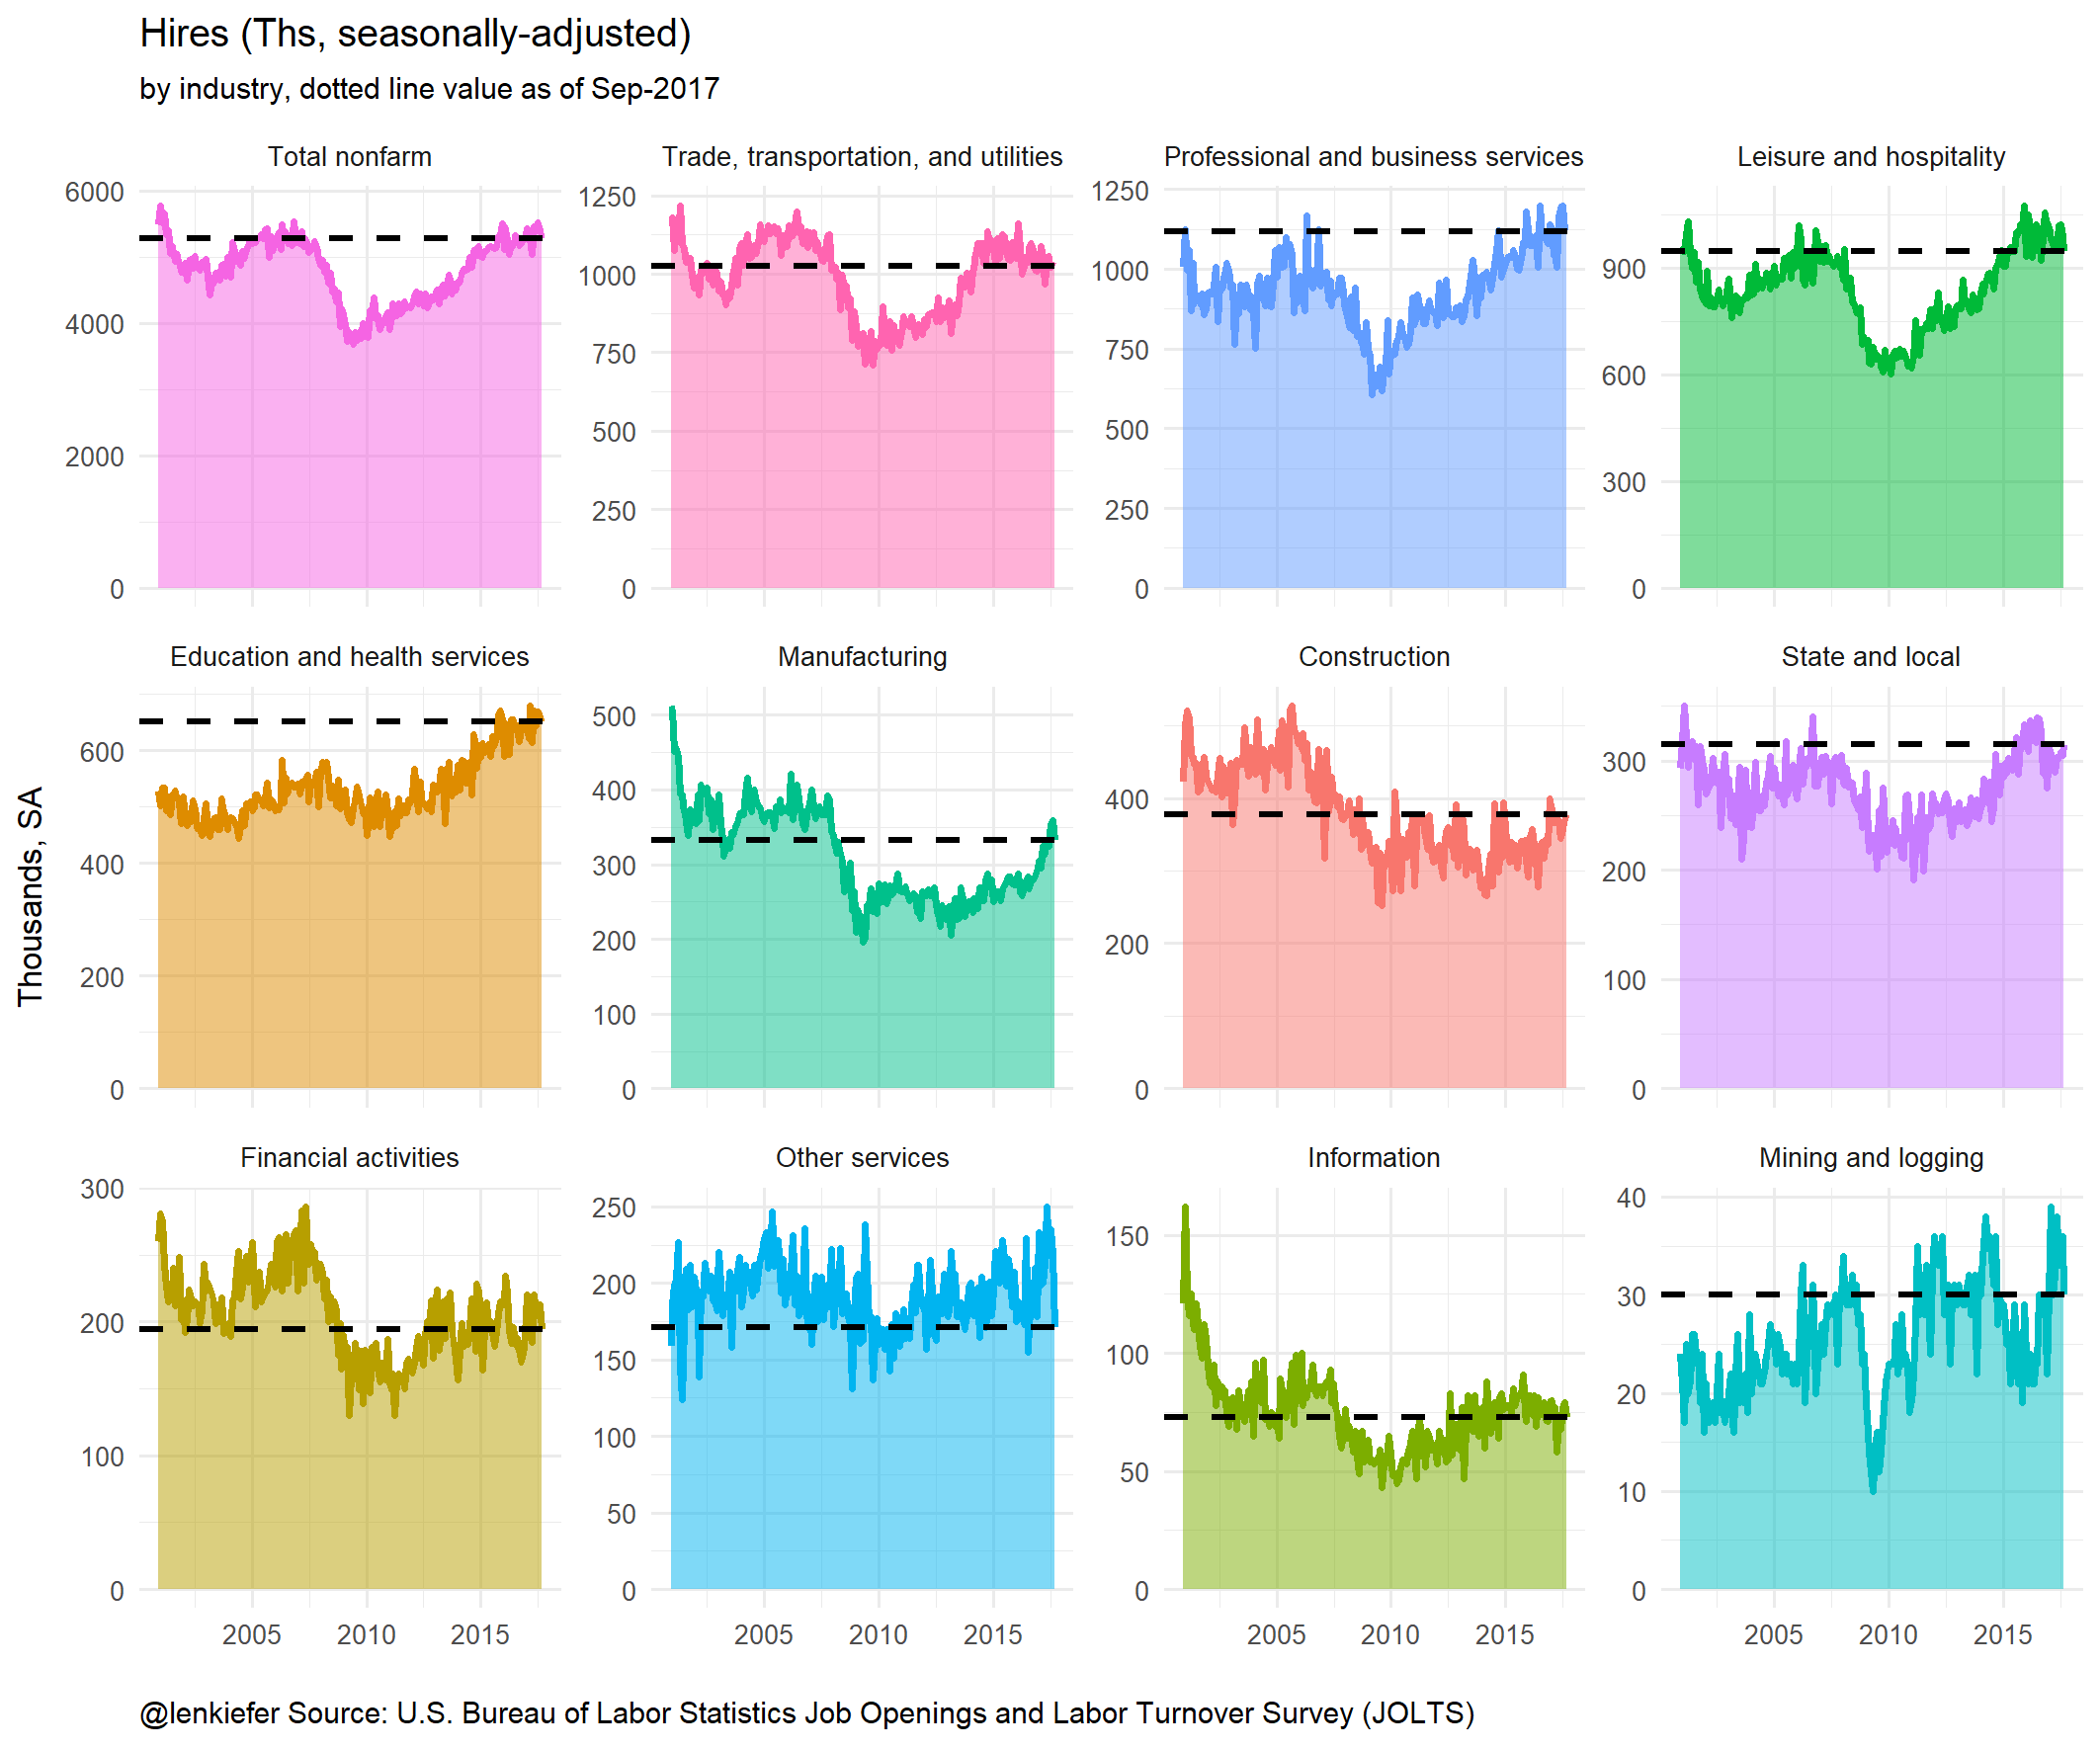 Hires (Ths, seasonally-adjusted)
by industry, dotted line value as of Sep-2017
Total nonfarm
Trade, transportation, and utilities
Professional and business services
Leisure and hospitality
6000
4000
2000
0
1250
1000
750
500
250
0
1250
1000
750
500
250
0
900
600
300
0
Thousands, SA
Education and health services
Manufacturing
Construction
State and local
600
400
200
0
500
400
300
200
100
0
400
200
0
300
200
100
0
Financial activities
Other services
Information
Mining and logging
300
200
100
0
250
200
150
100
50
0
150
100
50
0
40
30
20
10
0
2005 2010 2015
2005 2010 2015
2005 2010 2015
2005 2010 2015
@lenkiefer Source: U.S. Bureau of Labor Statistics Job Openings and Labor Turnover Survey (JOLTS)